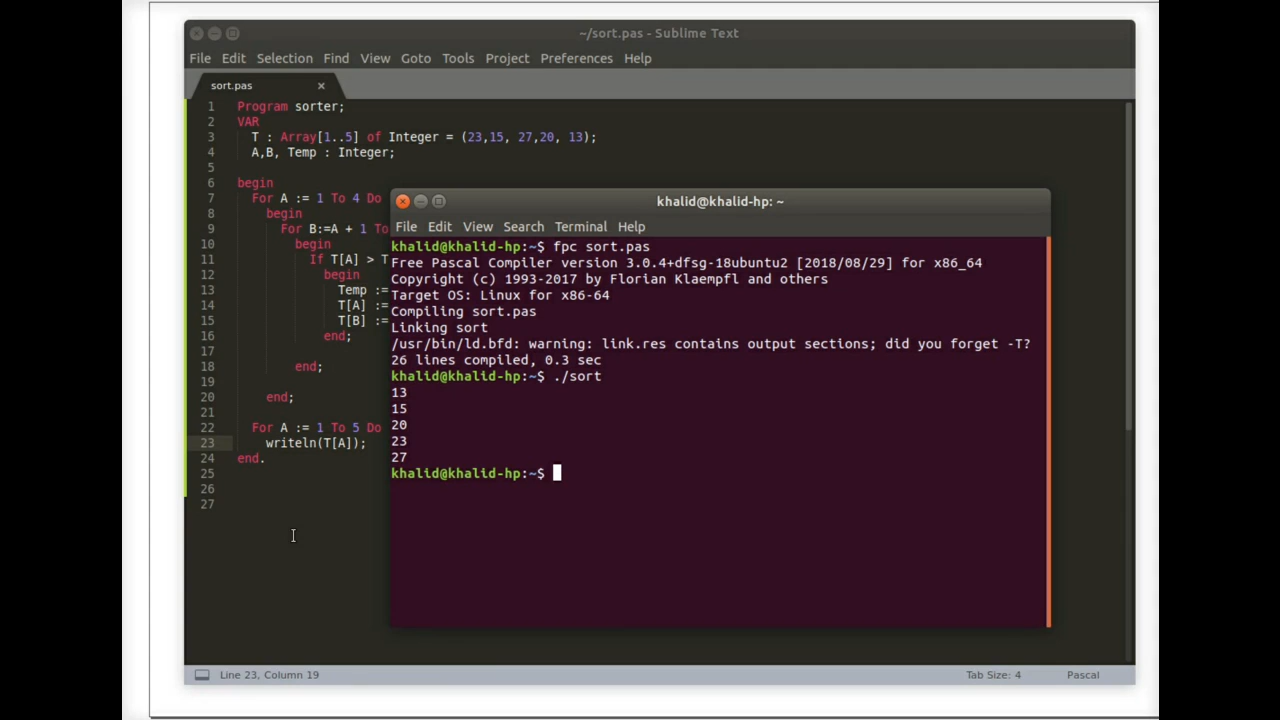 ~/sort.pas - Sublime Text
File Edit Selection Find View Goto Tools Project Preferences Help
sort.pas ×
1 Program sorter;
2 VAR
3 T : Array[1..5] of Integer = (23,15, 27,20, 13);
4 A,B, Temp : Integer;
5
6 begin
7 For A := 1 To 4 Do
8 begin
9 For B:=A + 1 To
10 begin
11 If T[A] > T
12 begin
13 Temp :=
14 T[A] :=
15 T[B] :=
16 end;
17
18 end;
19
20 end;
21
22 For A := 1 To 5 Do
23 writeln(T[A]);
24 end.
25
26
27
khalid@khalid-hp: ~
File Edit View Search Terminal Help
khalid@khalid-hp:~$ fpc sort.pas
Free Pascal Compiler version 3.0.4+dfsg-18ubuntu2 [2018/08/29] for x86_64
Copyright (c) 1993-2017 by Florian Klaempfl and others
Target OS: Linux for x86-64
Compiling sort.pas
Linking sort
/usr/bin/ld.bfd: warning: link.res contains output sections; did you forget -T?
26 lines compiled, 0.3 sec
khalid@khalid-hp:~$ ./sort
13
15
20
23
27
khalid@khalid-hp:~$
Line 23, Column 19
Tab Size: 4
Pascal